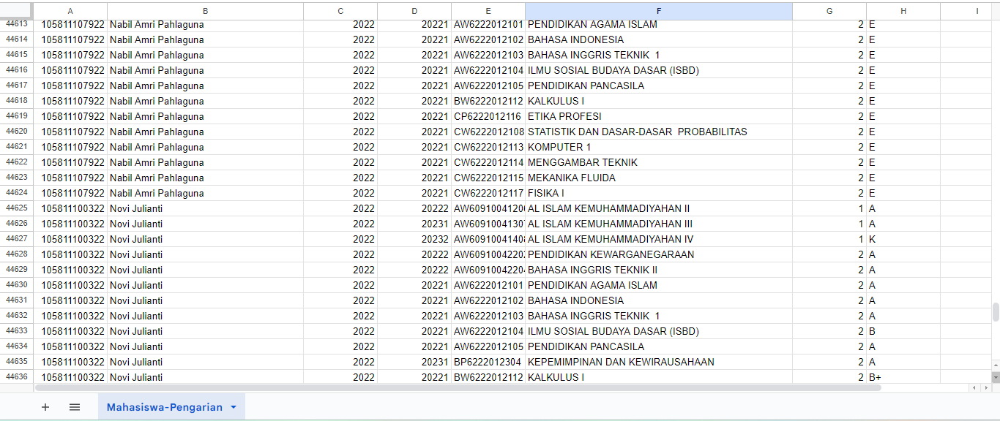 A B C D E F G H I
44613 105811107922 Nabil Amri Pahlaguna 2022 20221 AW6222012101 PENDIDIKAN AGAMA ISLAM 2 E
44614 105811107922 Nabil Amri Pahlaguna 2022 20221 AW6222012102 BAHASA INDONESIA 2 E
44615 105811107922 Nabil Amri Pahlaguna 2022 20221 AW6222012103 BAHASA INGGRIS TEKNIK 1 2 E
44616 105811107922 Nabil Amri Pahlaguna 2022 20221 AW6222012104 ILMU SOSIAL BUDAYA DASAR (ISBD) 2 E
44617 105811107922 Nabil Amri Pahlaguna 2022 20221 AW6222012105 PENDIDIKAN PANCASILA 2 E
44618 105811107922 Nabil Amri Pahlaguna 2022 20221 BW6222012112 KALKULUS I 2 E
44619 105811107922 Nabil Amri Pahlaguna 2022 20221 CP6222012116 ETIKA PROFESI 2 E
44620 105811107922 Nabil Amri Pahlaguna 2022 20221 CW6222012108 STATISTIK DAN DASAR-DASAR PROBABILITAS 2 E
44621 105811107922 Nabil Amri Pahlaguna 2022 20221 CW6222012113 KOMPUTER 1 2 E
44622 105811107922 Nabil Amri Pahlaguna 2022 20221 CW6222012114 MENGGAMBAR TEKNIK 2 E
44623 105811107922 Nabil Amri Pahlaguna 2022 20221 CW6222012115 MEKANIKA FLUIDA 2 E
44624 105811107922 Nabil Amri Pahlaguna 2022 20221 CW6222012117 FISIKA I 2 E
44625 105811100322 Novi Julianti 2022 20222 AW6091004120 AL ISLAM KEMUHAMMADIYAHAN II 1 A
44626 105811100322 Novi Julianti 2022 20231 AW6091004130 AL ISLAM KEMUHAMMADIYAHAN III 1 A
44627 105811100322 Novi Julianti 2022 20232 AW6091004140 AL ISLAM KEMUHAMMADIYAHAN IV 1 K
44628 105811100322 Novi Julianti 2022 20222 AW6091004220 PENDIDIKAN KEWARGANEGARAAN 2 A
44629 105811100322 Novi Julianti 2022 20222 AW6091004220 BAHASA INGGRIS TEKNIK II 2 A
44630 105811100322 Novi Julianti 2022 20221 AW6222012101 PENDIDIKAN AGAMA ISLAM 2 A
44631 105811100322 Novi Julianti 2022 20221 AW6222012102 BAHASA INDONESIA 2 A
44632 105811100322 Novi Julianti 2022 20221 AW6222012103 BAHASA INGGRIS TEKNIK 1 2 A
44633 105811100322 Novi Julianti 2022 20221 AW6222012104 ILMU SOSIAL BUDAYA DASAR (ISBD) 2 B
44634 105811100322 Novi Julianti 2022 20221 AW6222012105 PENDIDIKAN PANCASILA 2 A
44635 105811100322 Novi Julianti 2022 20231 BP6222012304 KEPEMIMPINAN DAN KEWIRAUSAHAAN 2 A
44636 105811100322 Novi Julianti 2022 20221 BW6222012112 KALKULUS I 2 B+
Mahasiswa-Pengarian